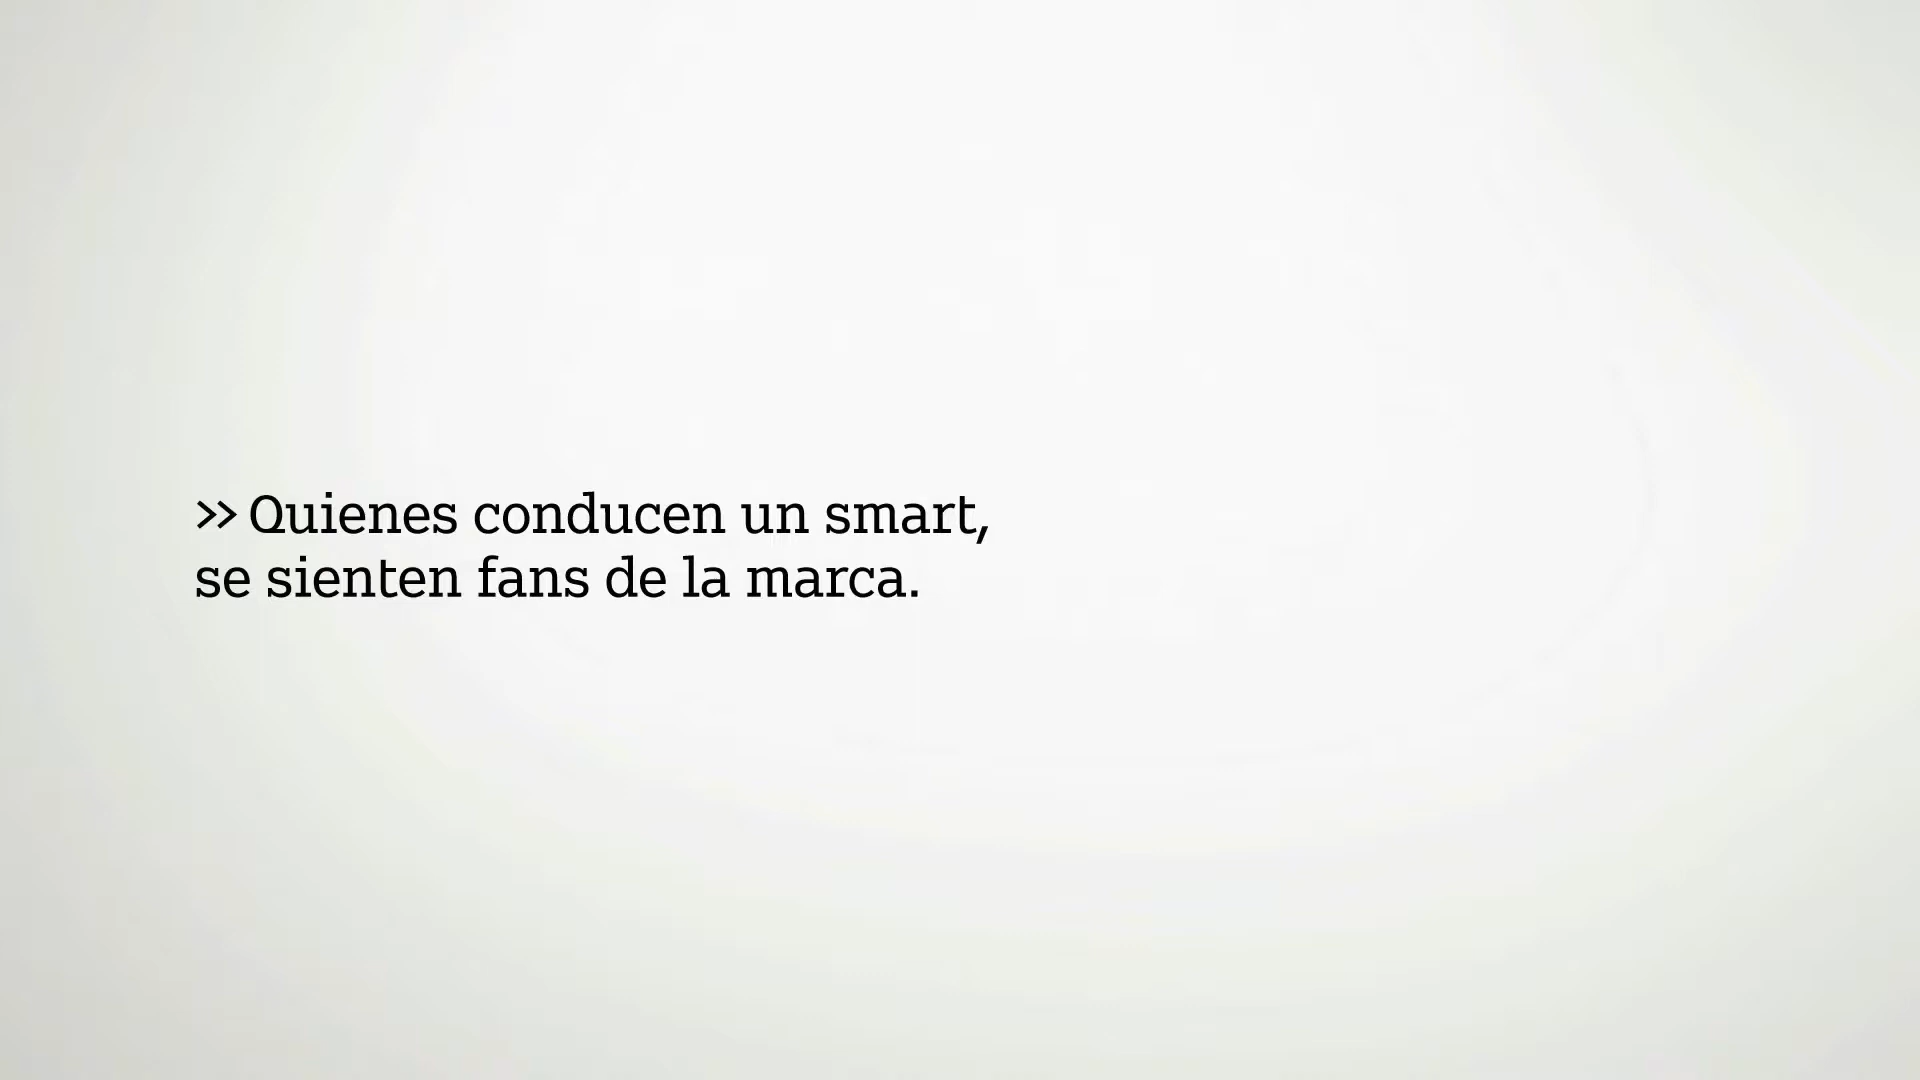 >> Quienes conducen un smart,
se sienten fans de la marca.